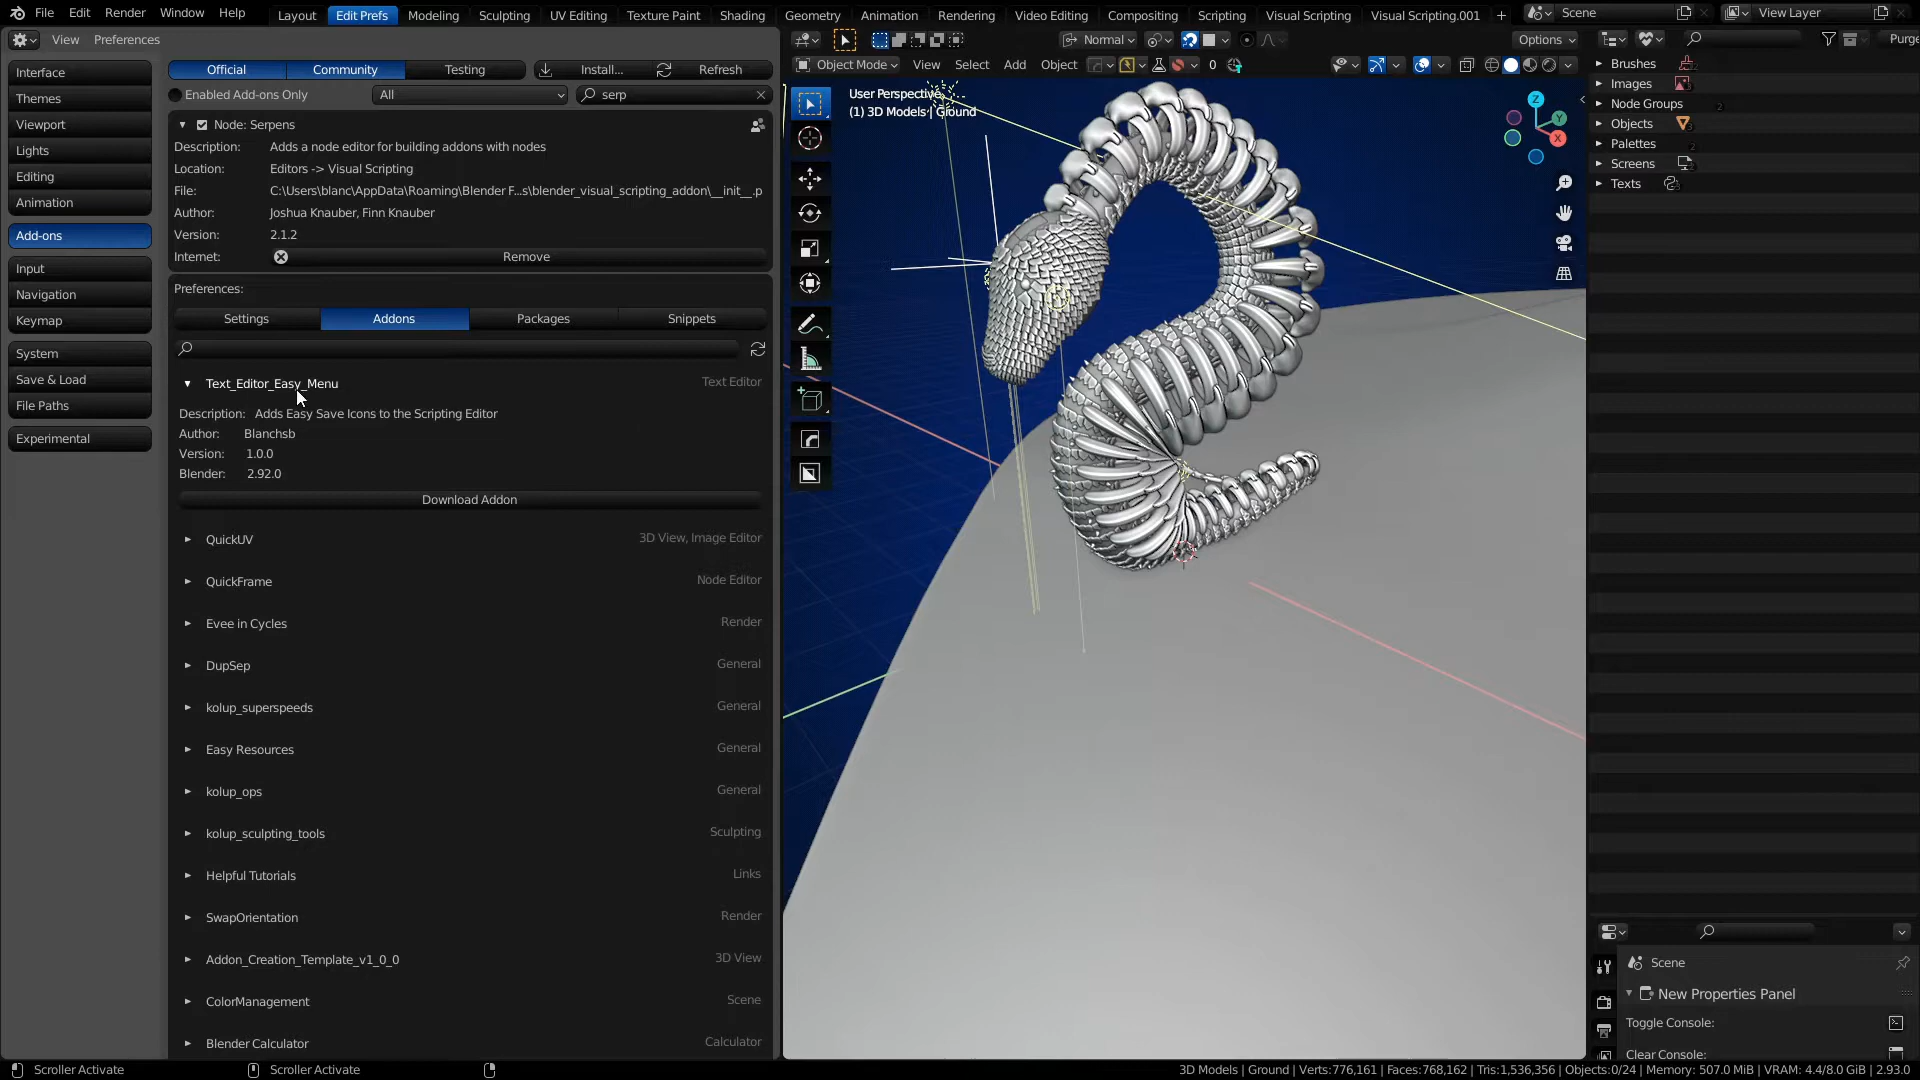 File Edit Render Window Help Layout Edit Prefs Modeling Sculpting UV Editing Texture Paint Shading Geometry Animation Rendering Video Editing Compositing Scripting Visual Scripting Visual Scripting.001 + Scene View Layer
View Preferences
Normal Options Purge
Interface
Themes
Viewport
Lights
Editing
Animation
Add-ons
Input
Navigation
Keymap
System
Save & Load
File Paths
Experimental
Official Community Testing Install... Refresh
Enabled Add-ons Only All serp
Node: Serpens
Description: Adds a node editor for building addons with nodes
Location: Editors -> Visual Scripting
File: C:\Users\blanc\AppData\Roaming\Blender F...s\blender_visual_scripting_addon\__init__.p
Author: Joshua Knauber, Finn Knauber
Version: 2.1.2
Internet: Remove
Preferences:
Settings Addons Packages Snippets
Text_Editor_Easy_Menu Text Editor
Description: Adds Easy Save Icons to the Scripting Editor
Author: Blanchsb
Version: 1.0.0
Blender: 2.92.0
Download Addon
QuickUV 3D View, Image Editor
QuickFrame Node Editor
Evee in Cycles Render
DupSep General
kolup_superspeeds General
Easy Resources General
kolup_ops General
kolup_sculpting_tools Sculpting
Helpful Tutorials Links
SwapOrientation Render
Addon_Creation_Template_v1_0_0 3D View
ColorManagement Scene
Blender Calculator Calculator
Object Mode View Select Add Object 0
User Perspective
(1) 3D Models | Ground
Z
Y
X
Brushes
Images
Node Groups 2
Objects
Palettes 2
Screens
Texts
Scene
New Properties Panel
Toggle Console:
Clear Console:
Scroller Activate Scroller Activate 3D Models | Ground | Verts:776,161 | Faces:768,162 | Tris:1,536,356 | Objects:0/24 | Memory: 507.0 MiB | VRAM: 4.4/8.0 GiB | 2.93.0